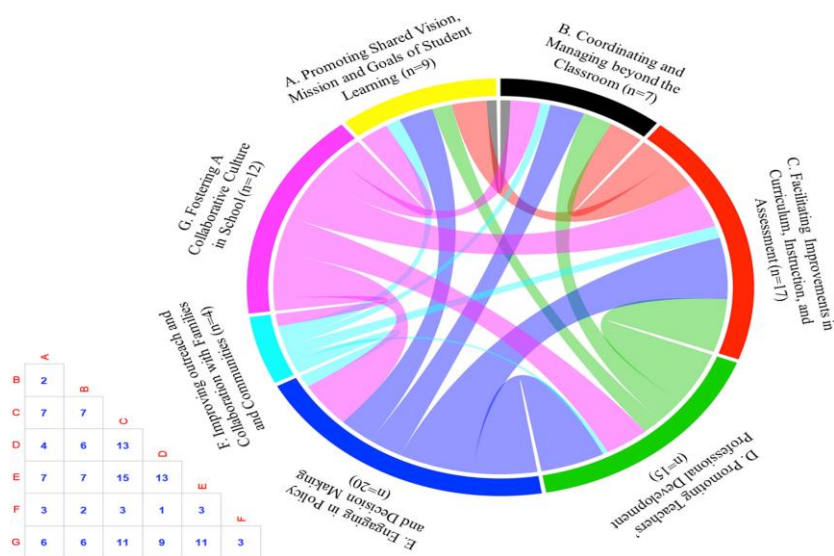 A. Promoting Shared Vision,
Mission and Goals of Student
Learning (n=9)
B. Coordinating and
Managing beyond the
Classroom (n=7)
C. Facilitating Improvements in
Curriculum, Instruction, and
Assessment (n=17)
D. Promoting Teachers'
Professional Development
(n=15)
E. Engaging in Policy
and Decision Making
(n=20)
F. Improving outreach and
Collaboration with Families
and Communities (n=4)
G. Fostering A
Collaborative Culture
in School (n=12)
A
B 2 B
C 7 7 C
D 4 6 13 D
E 7 7 15 13 E
F 3 2 3 1 3 F
G 6 6 11 9 11 3